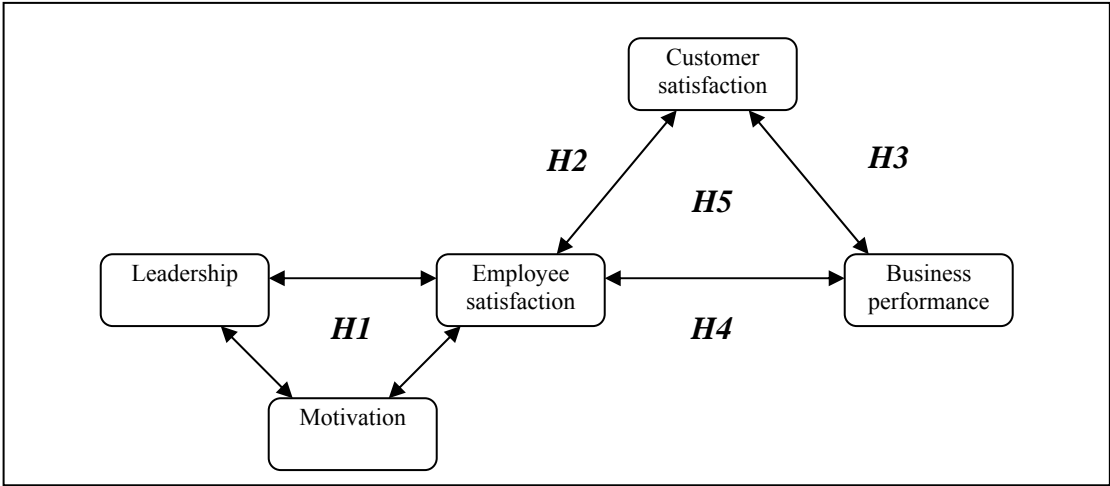 Customer
satisfaction
H2
H3
H5
Leadership
Employee
satisfaction
Business
performance
H1
H4
Motivation